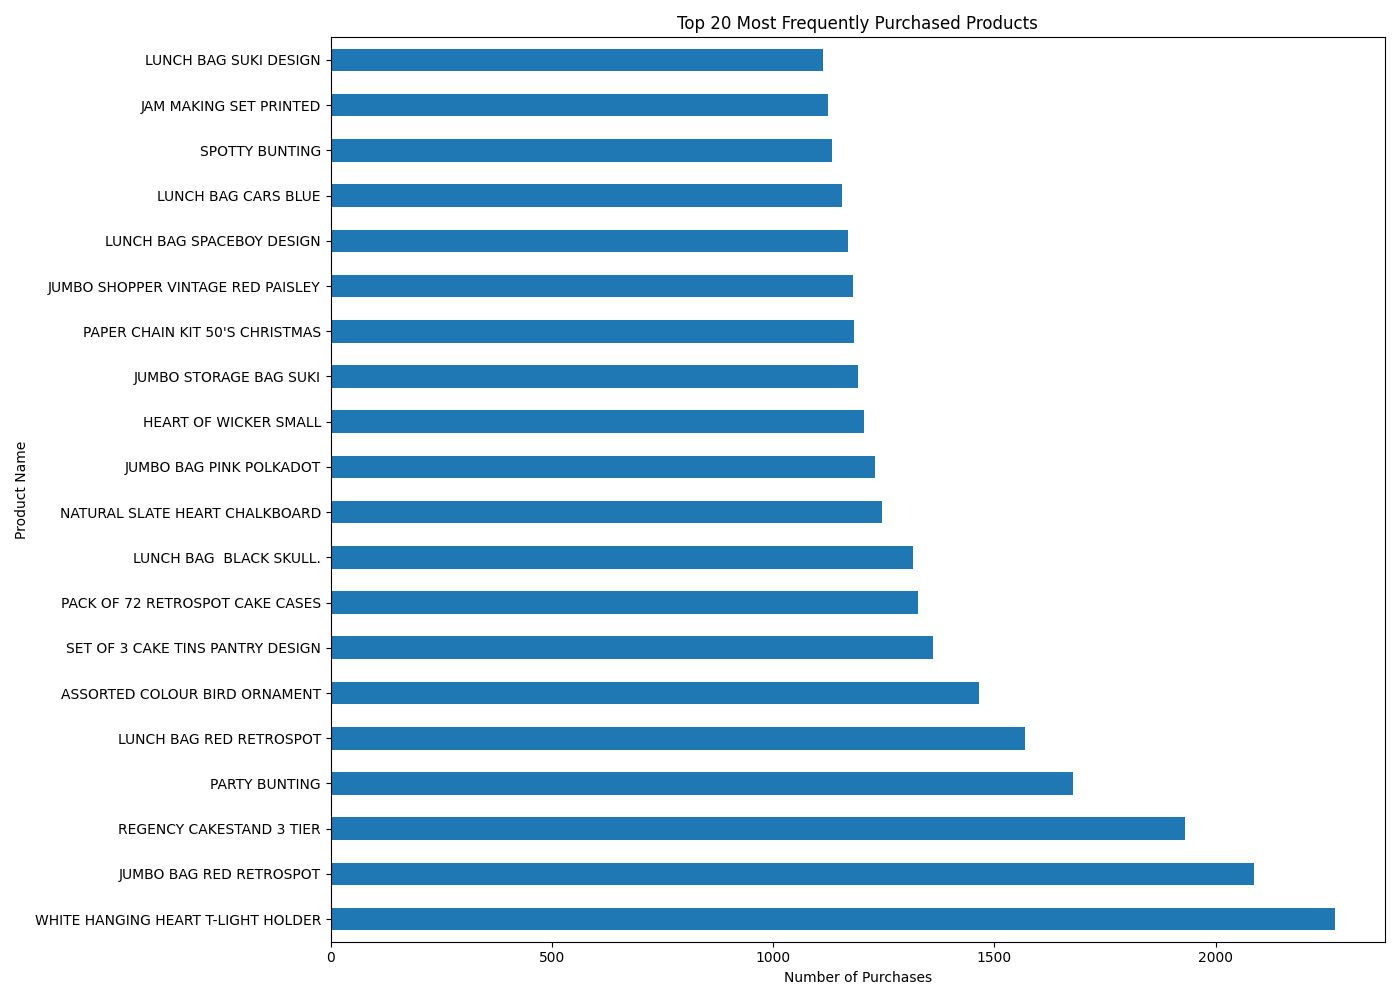 Top 20 Most Frequently Purchased Products
Product Name
LUNCH BAG SUKI DESIGN
JAM MAKING SET PRINTED
SPOTTY BUNTING
LUNCH BAG CARS BLUE
LUNCH BAG SPACEBOY DESIGN
JUMBO SHOPPER VINTAGE RED PAISLEY
PAPER CHAIN KIT 50'S CHRISTMAS
JUMBO STORAGE BAG SUKI
HEART OF WICKER SMALL
JUMBO BAG PINK POLKADOT
NATURAL SLATE HEART CHALKBOARD
LUNCH BAG  BLACK SKULL.
PACK OF 72 RETROSPOT CAKE CASES
SET OF 3 CAKE TINS PANTRY DESIGN
ASSORTED COLOUR BIRD ORNAMENT
LUNCH BAG RED RETROSPOT
PARTY BUNTING
REGENCY CAKESTAND 3 TIER
JUMBO BAG RED RETROSPOT
WHITE HANGING HEART T-LIGHT HOLDER
0 500 1000 1500 2000
Number of Purchases